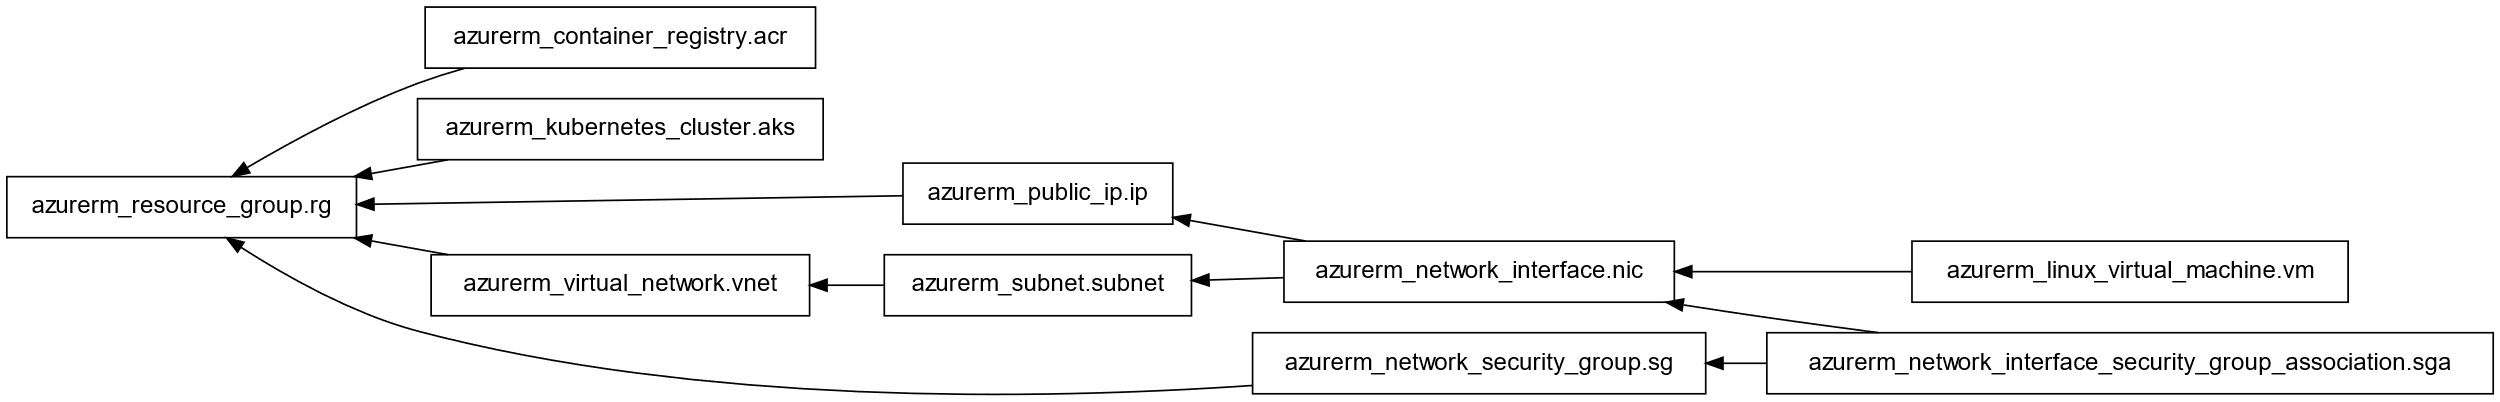 azurerm_container_registry.acr
azurerm_kubernetes_cluster.aks
azurerm_public_ip.ip
azurerm_resource_group.rg
azurerm_network_interface.nic
azurerm_linux_virtual_machine.vm
azurerm_virtual_network.vnet
azurerm_subnet.subnet
azurerm_network_security_group.sg
azurerm_network_interface_security_group_association.sga